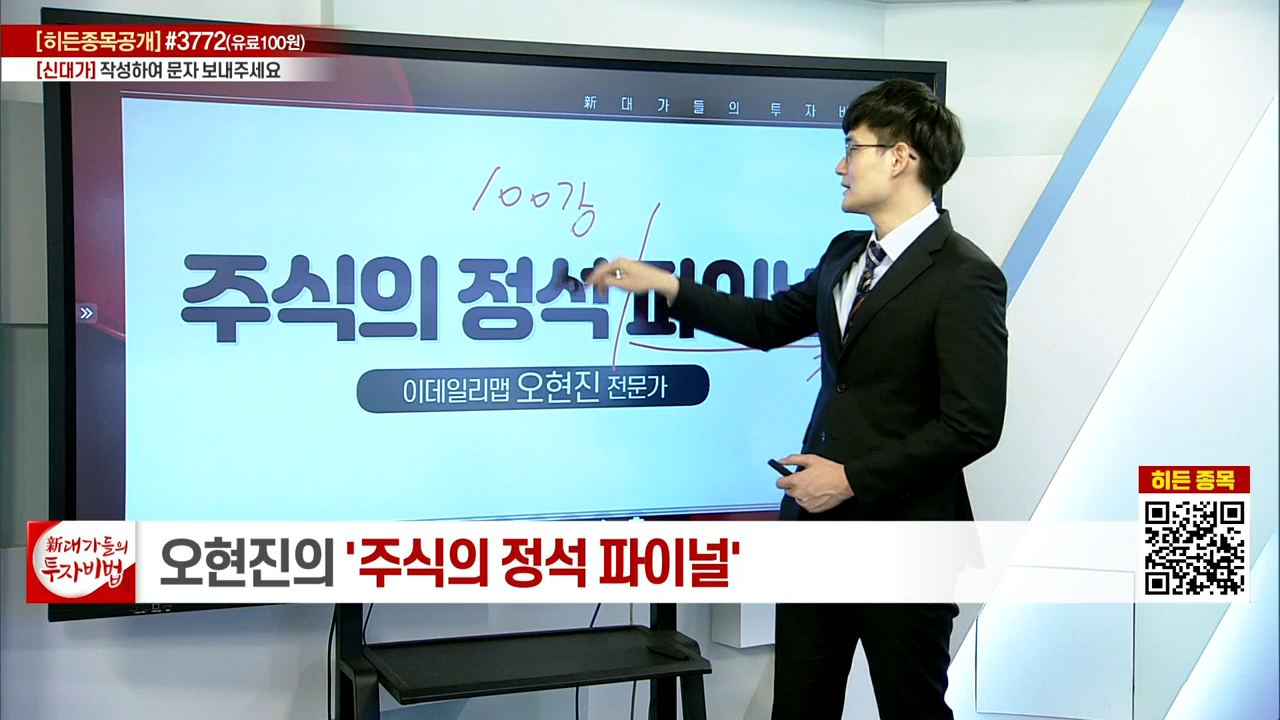 [히든종목공개] #3772(유료100원)
[신대가] 작성하여 문자 보내주세요
新 대 가 들 의 투 자 비
100강
주식의 정석 파이널
이데일리맵 오현진 전문가
히든 종목
新대가들의
투자비법
오현진의 '주식의 정석 파이널'